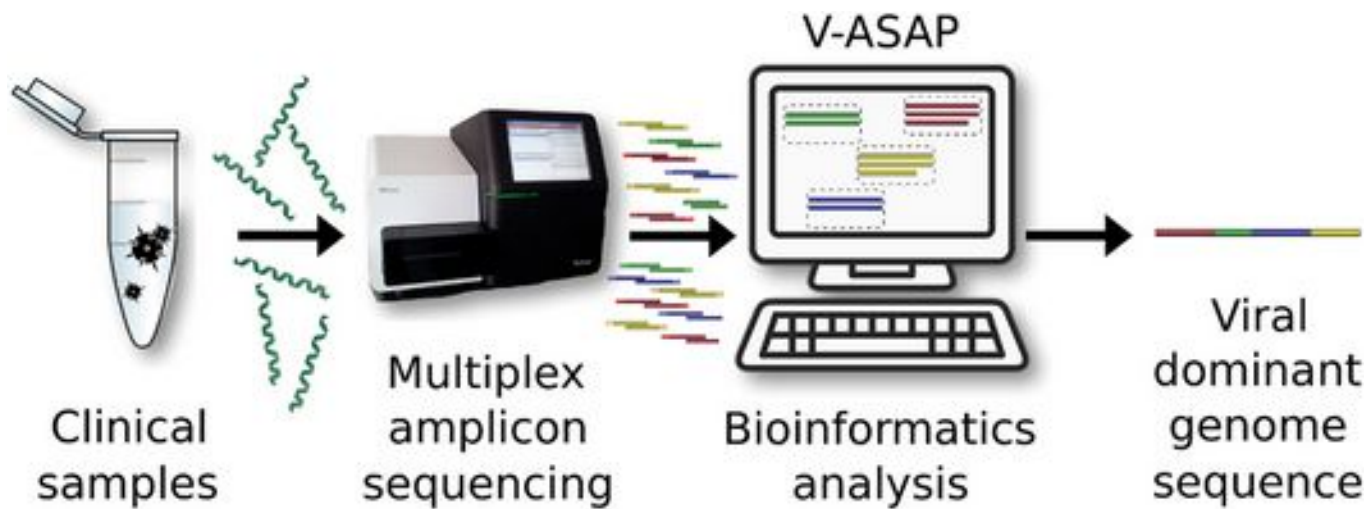 V-ASAP
Clinical
samples
Multiplex
amplicon
sequencing
Bioinformatics
analysis
Viral
dominant
genome
sequence